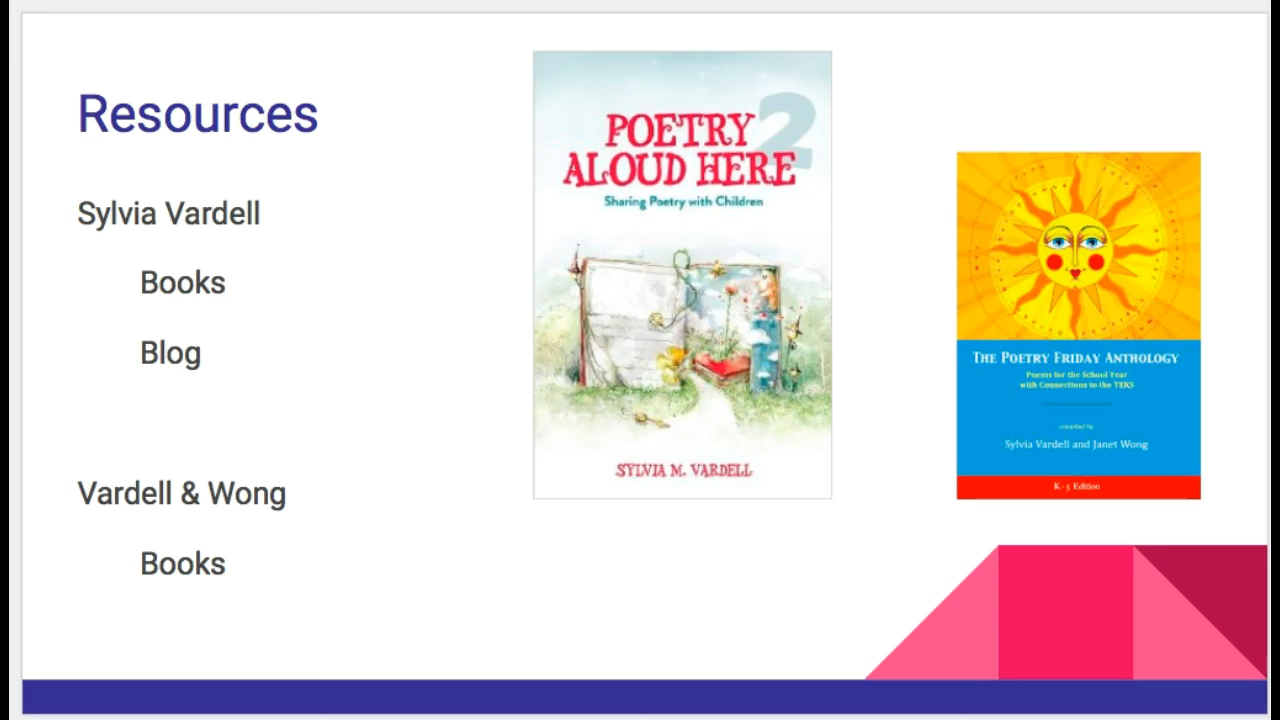 Resources
Sylvia Vardell
Books
Blog
Vardell & Wong
Books
POETRY 2
ALOUD HERE
Sharing Poetry with Children
SYLVIA M. VARDELL
THE POETRY FRIDAY ANTHOLOGY
Poems for the School Year
with Connections to the TEKS
compiled by
Sylvia Vardell and Janet Wong
K-5 Edition